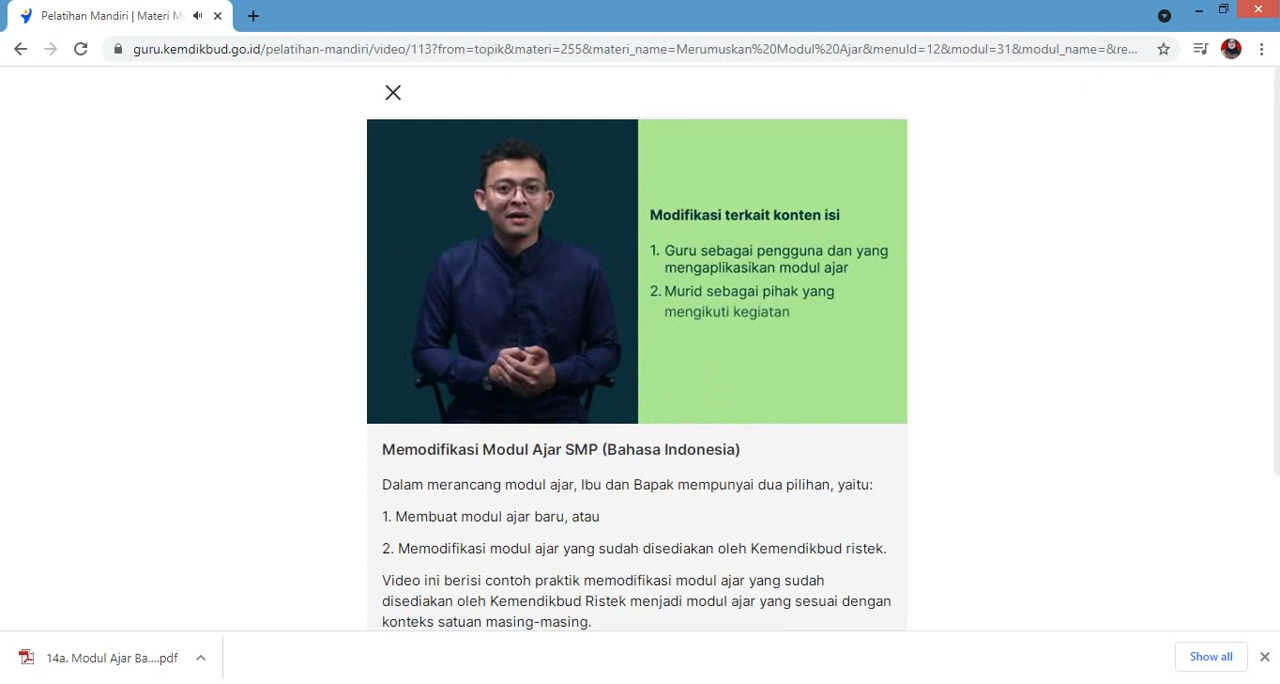 Pelatihan Mandiri | Materi M
guru.kemdikbud.go.id/pelatihan-mandiri/video/113?from=topik&materi=255&materi_name=Merumuskan%20Modul%20Ajar&menuId=12&modul=31&modul_name=&re...
Modifikasi terkait konten isi
1. Guru sebagai pengguna dan yang
mengaplikasikan modul ajar
2. Murid sebagai pihak yang
mengikuti kegiatan
Memodifikasi Modul Ajar SMP (Bahasa Indonesia)
Dalam merancang modul ajar, Ibu dan Bapak mempunyai dua pilihan, yaitu:
1. Membuat modul ajar baru, atau
2. Memodifikasi modul ajar yang sudah disediakan oleh Kemendikbud ristek.
Video ini berisi contoh praktik memodifikasi modul ajar yang sudah
disediakan oleh Kemendikbud Ristek menjadi modul ajar yang sesuai dengan
konteks satuan masing-masing.
14a. Modul Ajar Ba....pdf
Show all